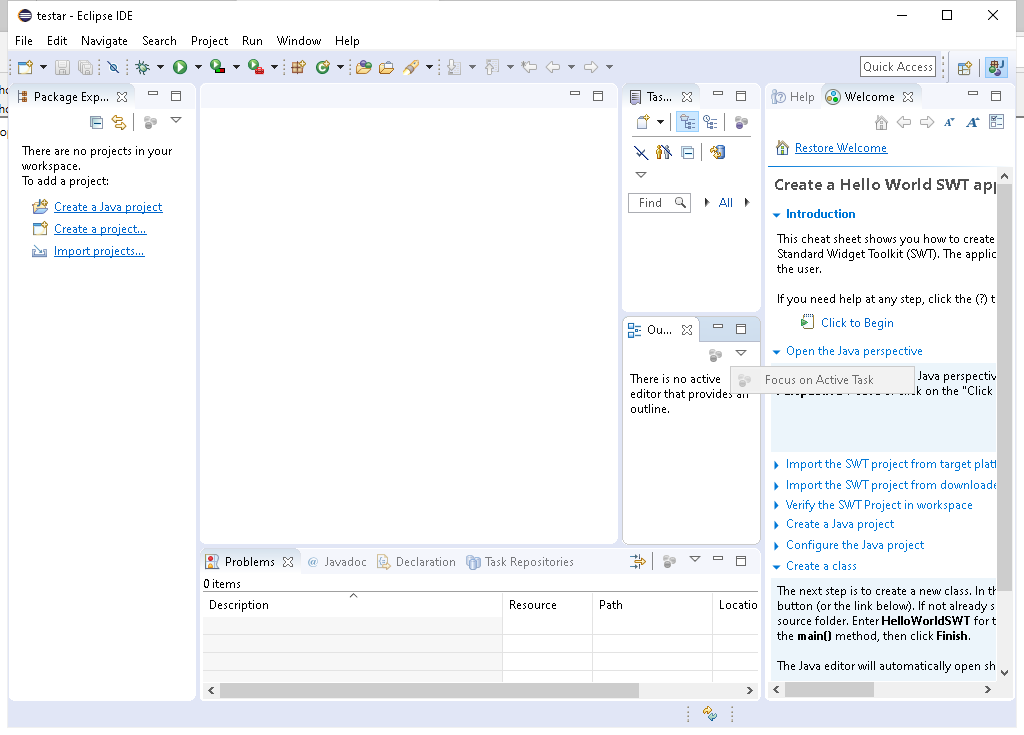 testar - Eclipse IDE
File Edit Navigate Search Project Run Window Help
Quick Access
Package Exp...
There are no projects in your
workspace.
To add a project:
Create a Java project
Create a project...
Import projects...
Tas...
Find
All
Ou...
There is no active
editor that provides an
outline.
Focus on Active Task
Help
Welcome
Restore Welcome
Create a Hello World SWT app
Introduction
This cheat sheet shows you how to create
Standard Widget Toolkit (SWT). The applic
the user.
If you need help at any step, click the (?) t
Click to Begin
Open the Java perspective
Java perspectiv
k on the "Click
Import the SWT project from target platf
Import the SWT project from downloade
Verify the SWT Project in workspace
Create a Java project
Configure the Java project
Create a class
The next step is to create a new class. In th
button (or the link below). If not already s
source folder. Enter HelloWorldSWT for t
the main() method, then click Finish.
The Java editor will automatically open sh
Problems
@ Javadoc
Declaration
Task Repositories
0 items
Description Resource Path Locatio